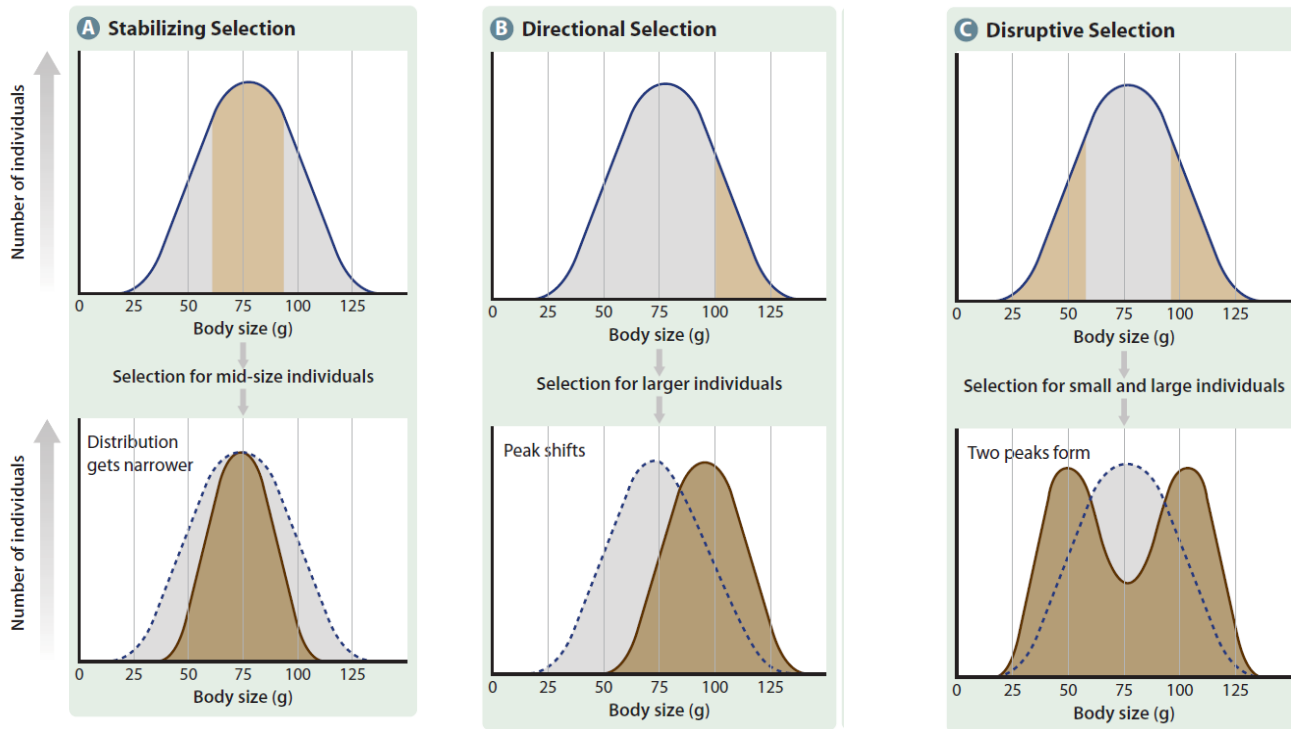 A Stabilizing Selection
Number of individuals
0 25 50 75 100 125
Body size (g)
Selection for mid-size individuals
Number of individuals
Distribution
gets narrower
0 25 50 75 100 125
Body size (g)
B Directional Selection
0 25 50 75 100 125
Body size (g)
Selection for larger individuals
Peak shifts
0 25 50 75 100 125
Body size (g)
C Disruptive Selection
0 25 50 75 100 125
Body size (g)
Selection for small and large individuals
Two peaks form
0 25 50 75 100 125
Body size (g)